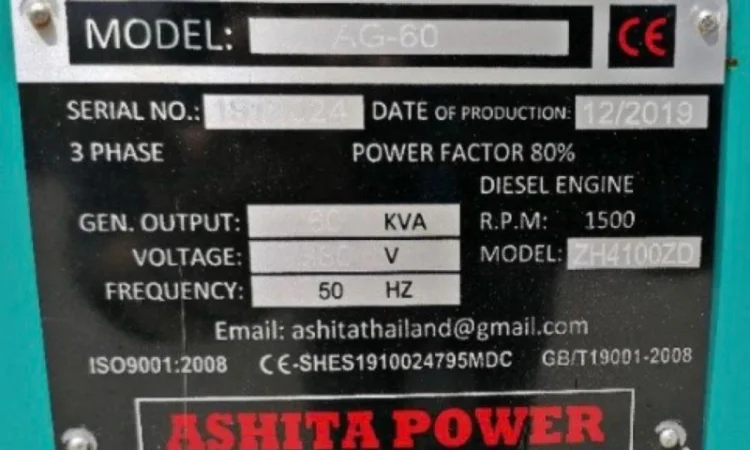 MODEL: AG-60 CE
SERIAL NO.: DATE OF PRODUCTION: 12/2019
3 PHASE POWER FACTOR 80%
DIESEL ENGINE
GEN. OUTPUT: 60 KVA R.P.M: 1500
VOLTAGE: V MODEL: ZH4100ZD
FREQUENCY: 50 HZ
Email: ashitathailand@gmail.com
ISO9001:2008 CE-SHES1910024795MDC GB/T19001-2008
ASHITA POWER